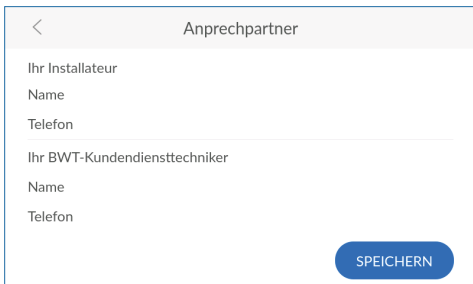 Anprechpartner
Ihr Installateur
Name
Telefon
Ihr BWT-Kundendiensttechniker
Name
Telefon
SPEICHERN